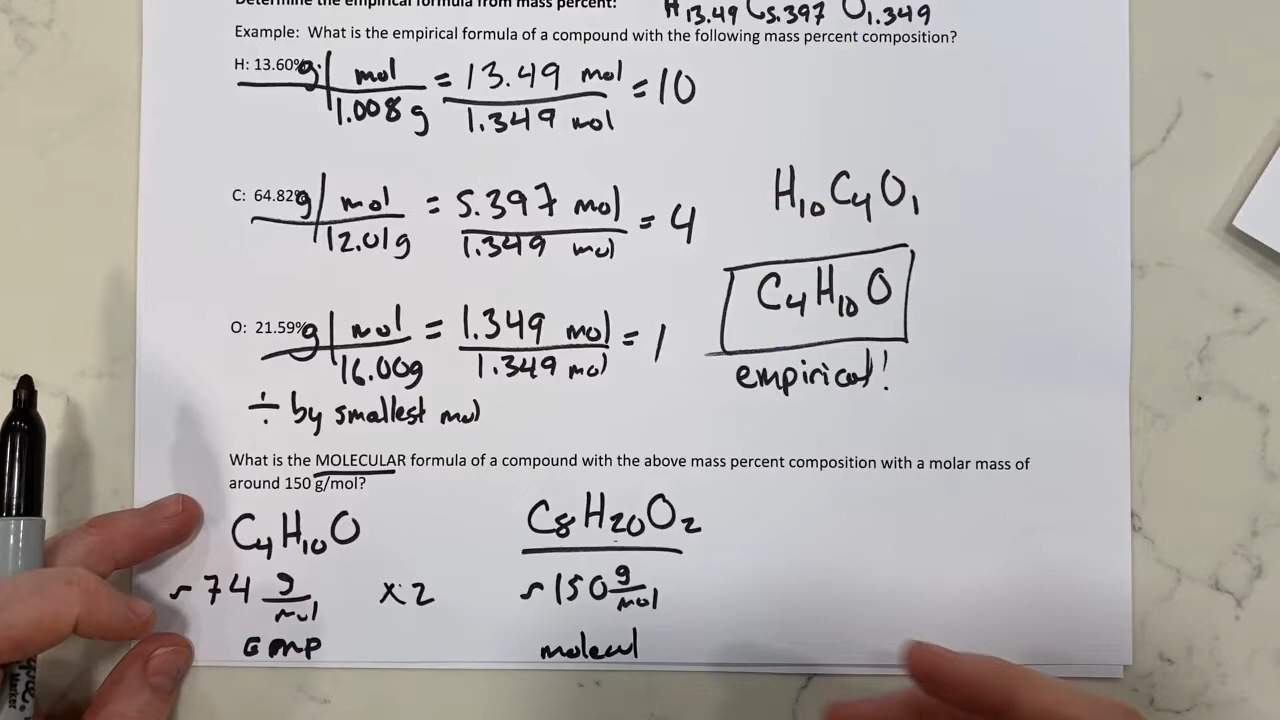 Determine the empirical formula from mass percent:
H13.49 C5.397 O1.349
Example: What is the empirical formula of a compound with the following mass percent composition?
H: 13.60% g | mol = 13.49 mol = 10
1.008 g 1.349 mol
H10C4O1
C: 64.82% g | mol = 5.397 mol = 4
12.01g 1.349 mol
C4H10O
empirical!
O: 21.59% g | mol = 1.349 mol = 1
16.00g 1.349 mol
÷ by smallest mol
What is the MOLECULAR formula of a compound with the above mass percent composition with a molar mass of
around 150 g/mol?
C4H10O C8H20O2
~74 g/mol x2 ~150 g/mol
emp molecul